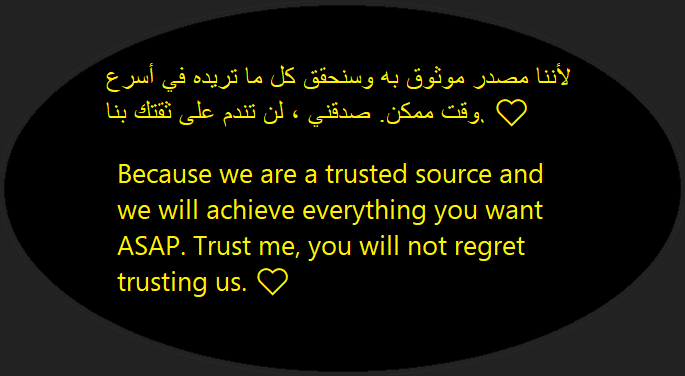 لأننا مصدر موثوق به وسنحقق كل ما تريده في أسرع
وقت ممكن. صدقني ، لن تندم على ثقتك بنا. ♡
Because we are a trusted source and
we will achieve everything you want
ASAP. Trust me, you will not regret
trusting us. ♡